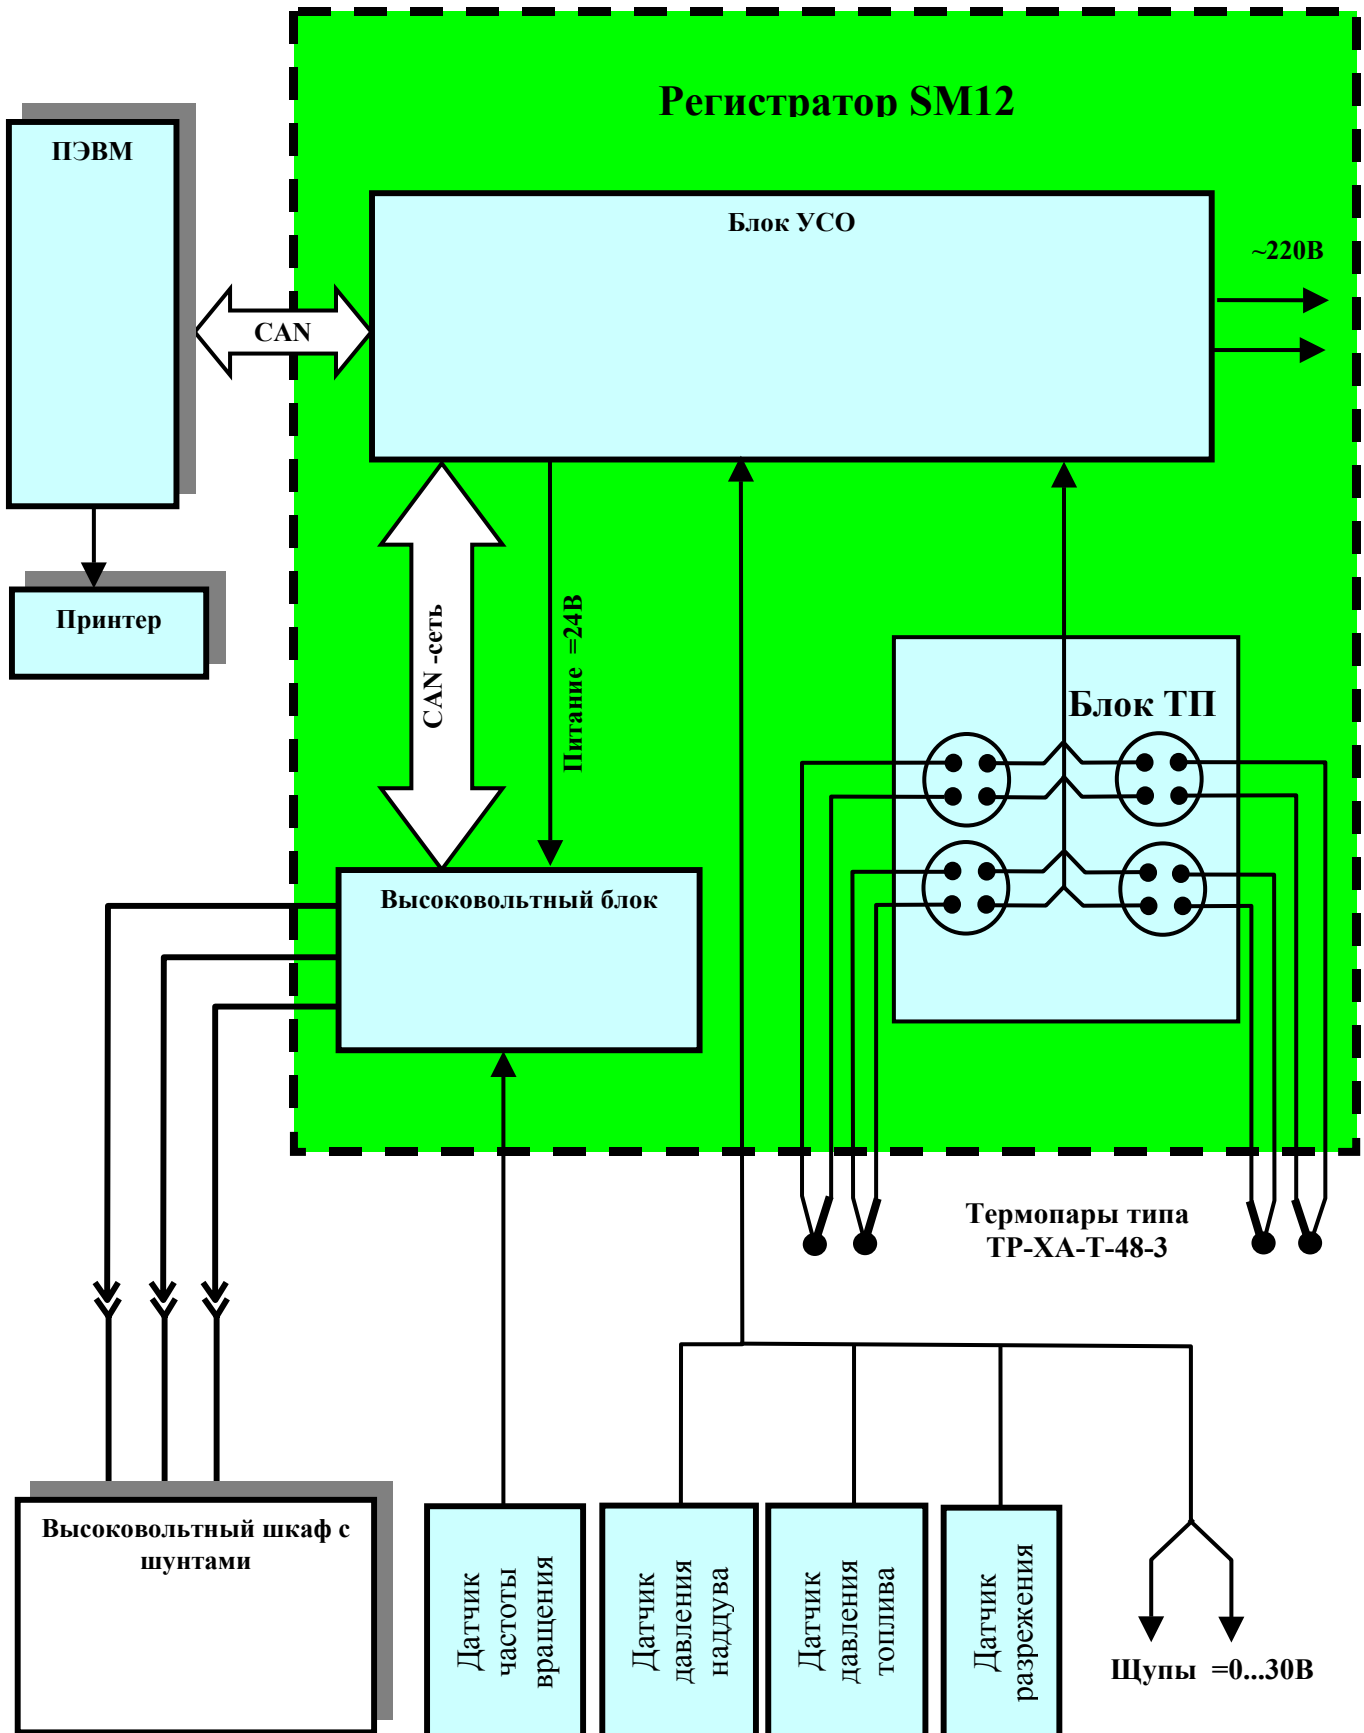 Регистратор SM12
ПЭВМ
Блок УСО
~220В
CAN
Принтер
CAN -сеть
Питание =24В
Блок ТП
Высоковольтный блок
Термопары типа
ТР-ХА-Т-48-3
Высоковольтный шкаф с
шунтами
Датчик
частоты
вращения
Датчик
давления
наддува
Датчик
давления
топлива
Датчик
разрежения
Щупы =0...30В